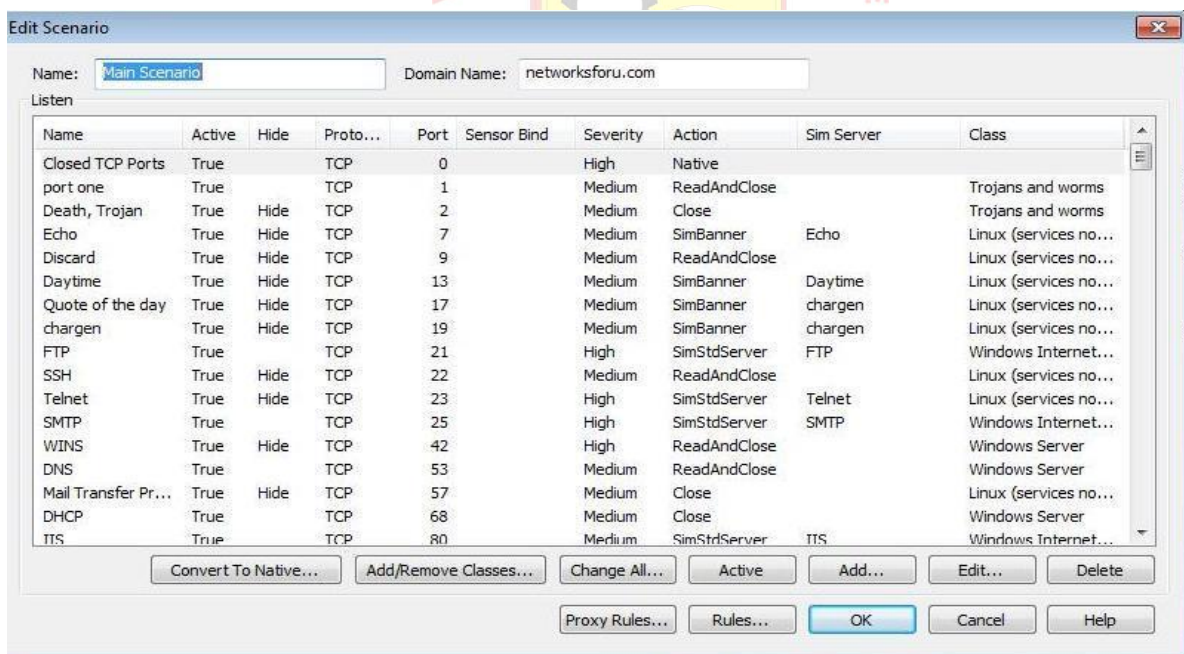 Edit Scenario
Name: Main Scenario Domain Name: networksforu.com
Listen
Name Active Hide Proto... Port Sensor Bind Severity Action Sim Server Class
Closed TCP Ports True TCP 0 High Native
port one True TCP 1 Medium ReadAndClose Trojans and worms
Death, Trojan True Hide TCP 2 Medium Close Trojans and worms
Echo True Hide TCP 7 Medium SimBanner Echo Linux (services no...
Discard True Hide TCP 9 Medium ReadAndClose Linux (services no...
Daytime True Hide TCP 13 Medium SimBanner Daytime Linux (services no...
Quote of the day True Hide TCP 17 Medium SimBanner chargen Linux (services no...
chargen True Hide TCP 19 Medium SimBanner chargen Linux (services no...
FTP True TCP 21 High SimStdServer FTP Windows Internet...
SSH True Hide TCP 22 Medium ReadAndClose Linux (services no...
Telnet True Hide TCP 23 High SimStdServer Telnet Linux (services no...
SMTP True TCP 25 High SimStdServer SMTP Windows Internet...
WINS True Hide TCP 42 High ReadAndClose Windows Server
DNS True TCP 53 Medium ReadAndClose Windows Server
Mail Transfer Pr... True Hide TCP 57 Medium Close Linux (services no...
DHCP True TCP 68 Medium Close Windows Server
IIS True TCP 80 Medium SimStdServer IIS Windows Internet...
Convert To Native... Add/Remove Classes... Change All... Active Add... Edit... Delete
Proxy Rules... Rules... OK Cancel Help